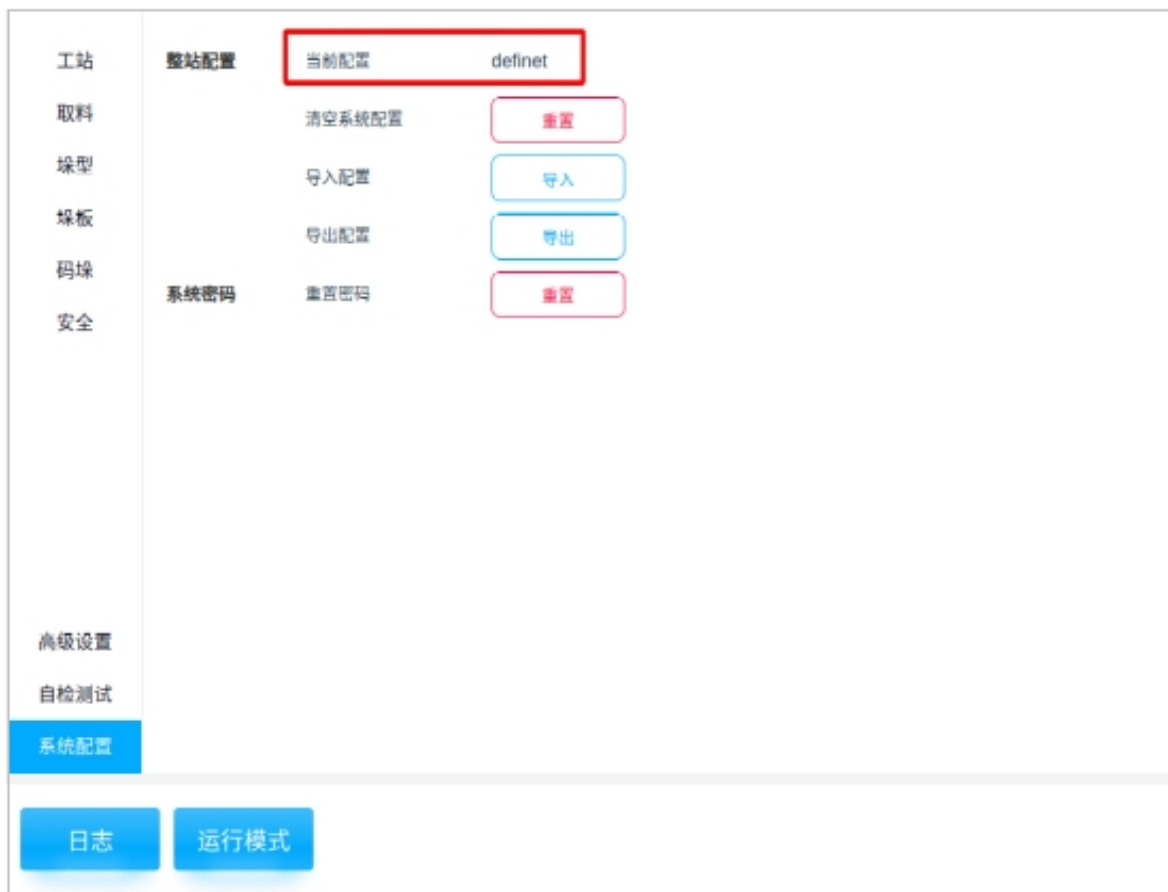 工站
取料
垛型
垛板
码垛
安全
高级设置
自检测试
系统配置
整站配置 当前配置 definet
清空系统配置 重置
导入配置 导入
导出配置 导出
系统密码 重置密码 重置
日志 运行模式